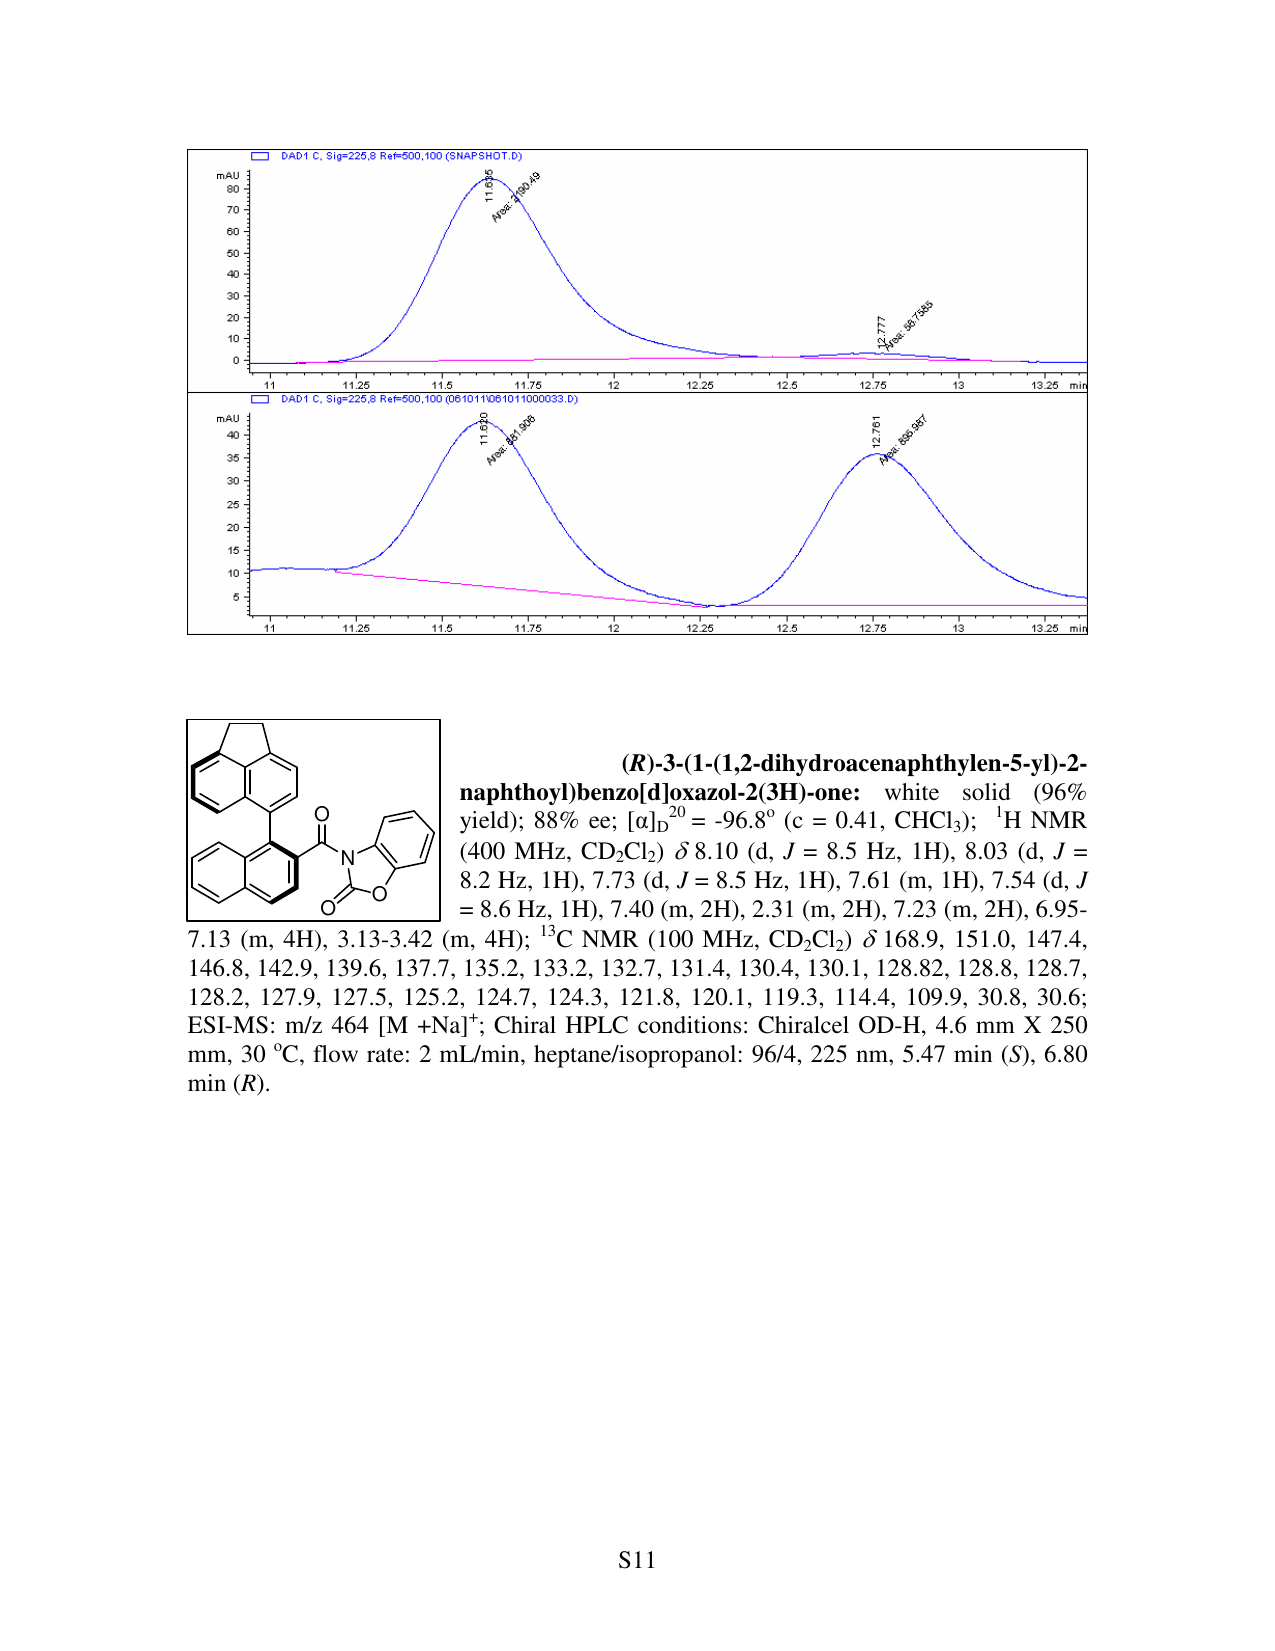 DAD1 C, Sig=225,8 Ref=500,100 (SNAPSHOT.D)
mAU
80
70
60
50
40
30
20
10
0
11.635
Area: 2190.49
12.777
Area: 56.7585
11 11.25 11.5 11.75 12 12.25 12.5 12.75 13 13.25 min
DAD1 C, Sig=225,8 Ref=500,100 (061011\061011000033.D)
mAU
40
35
30
25
20
15
10
5
11.620
Area: 881.906
12.761
Area: 895.987
11 11.25 11.5 11.75 12 12.25 12.5 12.75 13 13.25 min
O
N
O
O
(R)-3-(1-(1,2-dihydroacenaphthylen-5-yl)-2-
naphthoyl)benzo[d]oxazol-2(3H)-one: white solid (96%
yield); 88% ee; [α]D20 = -96.8o (c = 0.41, CHCl3); 1H NMR
(400 MHz, CD2Cl2) δ 8.10 (d, J = 8.5 Hz, 1H), 8.03 (d, J =
8.2 Hz, 1H), 7.73 (d, J = 8.5 Hz, 1H), 7.61 (m, 1H), 7.54 (d, J
= 8.6 Hz, 1H), 7.40 (m, 2H), 2.31 (m, 2H), 7.23 (m, 2H), 6.95-
7.13 (m, 4H), 3.13-3.42 (m, 4H); 13C NMR (100 MHz, CD2Cl2) δ 168.9, 151.0, 147.4,
146.8, 142.9, 139.6, 137.7, 135.2, 133.2, 132.7, 131.4, 130.4, 130.1, 128.82, 128.8, 128.7,
128.2, 127.9, 127.5, 125.2, 124.7, 124.3, 121.8, 120.1, 119.3, 114.4, 109.9, 30.8, 30.6;
ESI-MS: m/z 464 [M +Na]+; Chiral HPLC conditions: Chiralcel OD-H, 4.6 mm X 250
mm, 30 oC, flow rate: 2 mL/min, heptane/isopropanol: 96/4, 225 nm, 5.47 min (S), 6.80
min (R).
S11